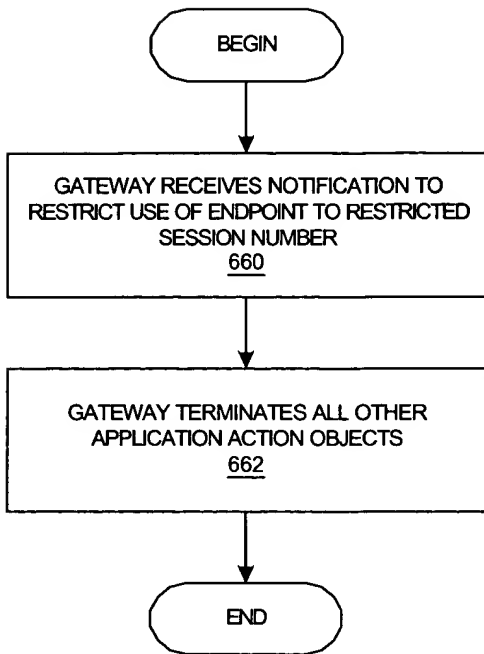 BEGIN
GATEWAY RECEIVES NOTIFICATION TO
RESTRICT USE OF ENDPOINT TO RESTRICTED
SESSION NUMBER
660
GATEWAY TERMINATES ALL OTHER
APPLICATION ACTION OBJECTS
662
END